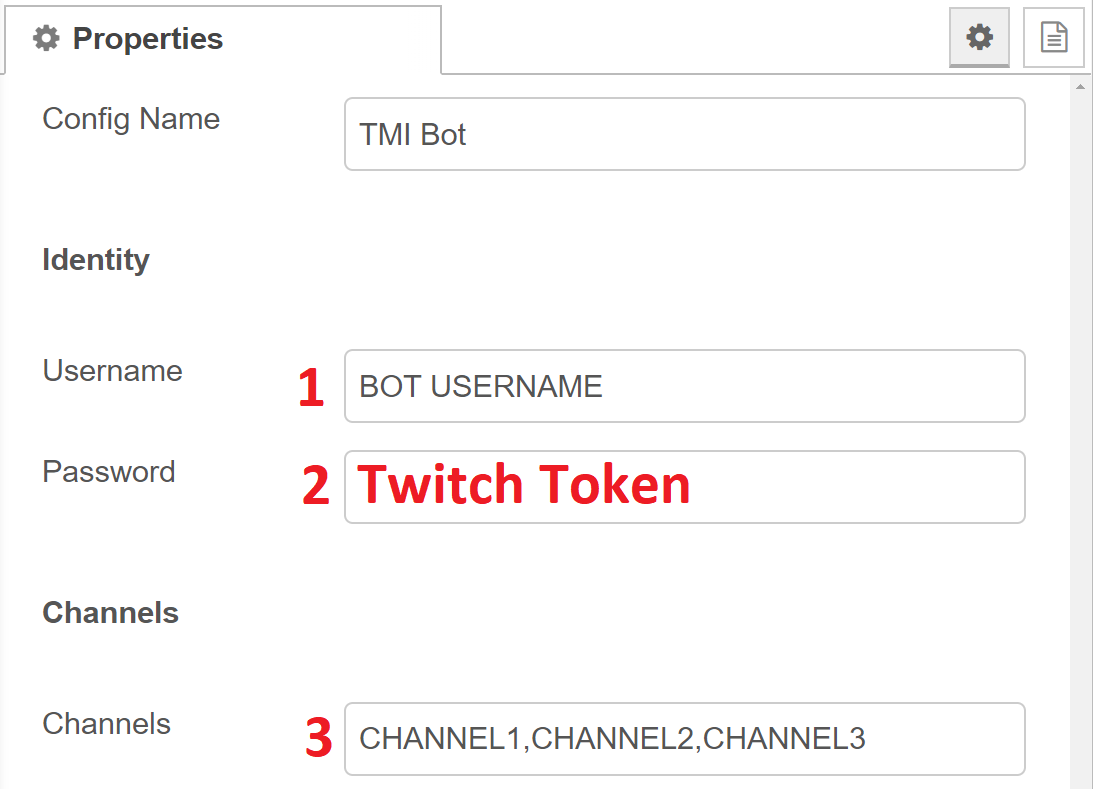 Properties
Config Name
TMI Bot
Identity
Username
1
BOT USERNAME
Password
2
Twitch Token
Channels
Channels
3
CHANNEL1,CHANNEL2,CHANNEL3